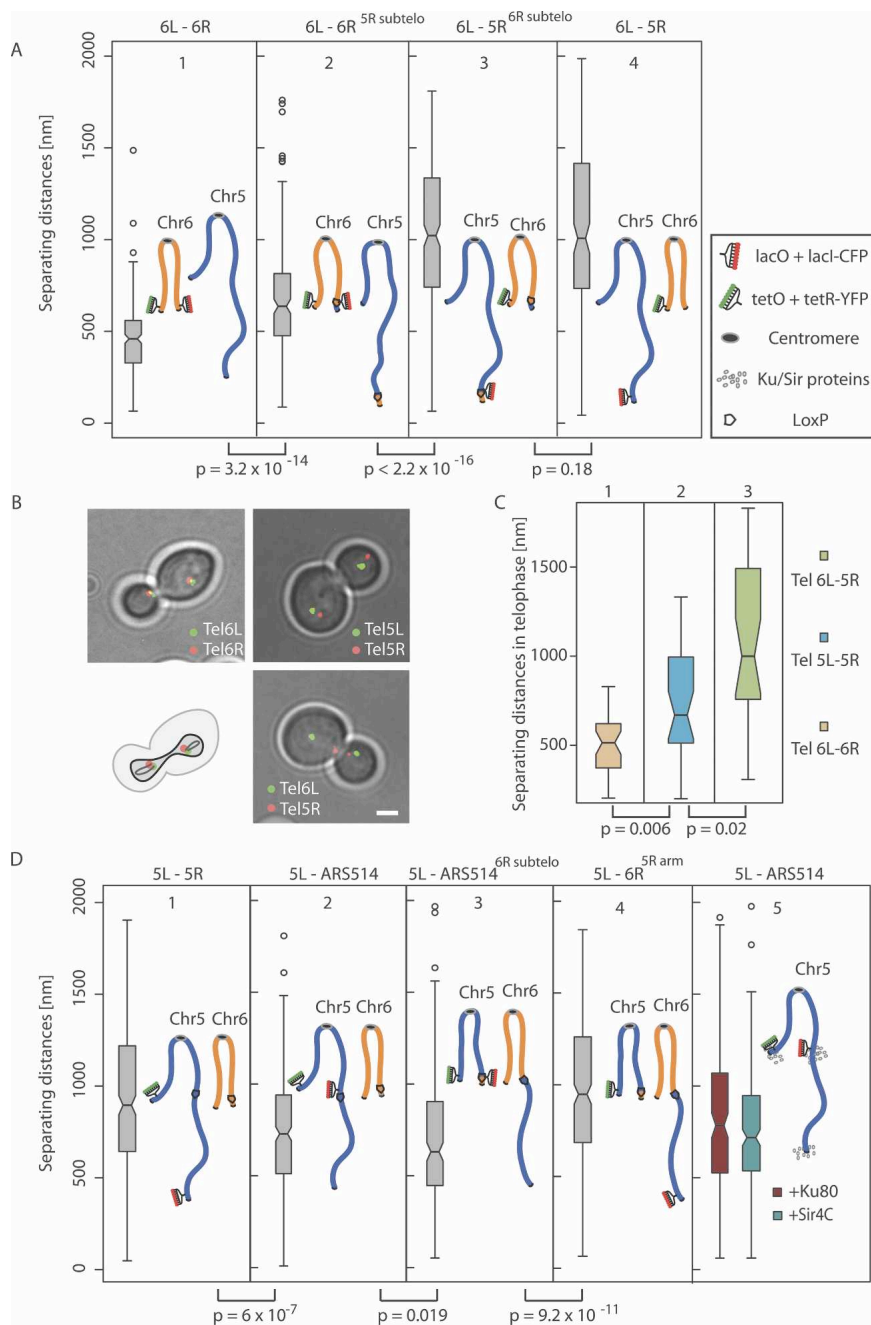 A
6L - 6R
6L - 6R 5R subtelo
6L - 5R 6R subtelo
6L - 5R
Separating distances [nm]
2000
1500
1000
500
0
1
2
3
4
Chr6
Chr5
Chr6
Chr5
Chr5
Chr6
Chr5
Chr6
p = 3.2 x 10 -14
p < 2.2 x 10 -16
p = 0.18
lacO + lacI-CFP
tetO + tetR-YFP
Centromere
Ku/Sir proteins
LoxP
B
Tel6L
Tel6R
Tel5L
Tel5R
Tel6L
Tel5R
C
1
2
3
Separating distances in telophase [nm]
1500
1000
500
p = 0.006
p = 0.02
Tel 6L-5R
Tel 5L-5R
Tel 6L-6R
D
5L - 5R
5L - ARS514
5L - ARS514 6R subtelo
5L - 6R 5R arm
5L - ARS514
Separating distances [nm]
2000
1500
1000
500
0
1
2
3
4
5
Chr5
Chr6
Chr5
Chr6
Chr5
Chr6
Chr5
Chr6
Chr5
+Ku80
+Sir4C
p = 6 x 10-7
p = 0.019
p = 9.2 x 10 -11